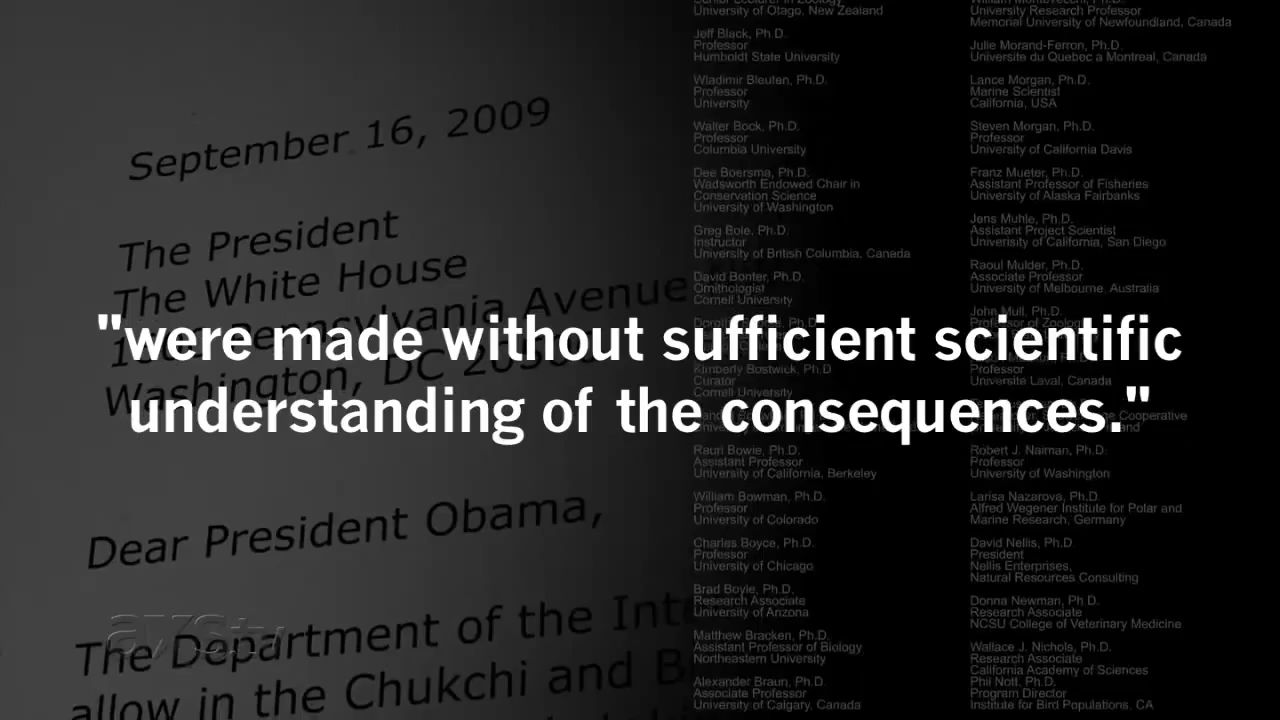 University of Otago, New Zealand
Jeff Black, Ph.D.
Professor
Humboldt State University
Wladimir Bleuten, Ph.D.
Professor
University
Walter Bock, Ph.D.
Professor
Columbia University
Dee Boersma, Ph.D.
Wadsworth Endowed Chair in
Conservation Science
University of Washington
Greg Bole, Ph.D.
Instructor
University of British Columbia, Canada
David Bonter, Ph.D.
Ornithologist
Cornell University
Kimberly Bostwick, Ph.D
Curator
Cornell University
Rauri Bowie, Ph.D.
Assistant Professor
University of California, Berkeley
William Bowman, Ph.D.
Professor
University of Colorado
Charles Boyce, Ph.D.
Professor
University of Chicago
Brad Boyle, Ph.D.
Research Associate
University of Arizona
Matthew Bracken, Ph.D.
Assistant Professor of Biology
Northeastern University
Alexander Braun, Ph.D.
Associate Professor
University of Calgary, Canada
University Research Professor
Memorial University of Newfoundland, Canada
Julie Morand-Ferron, Ph.D.
Universite du Quebec a Montreal, Canada
Lance Morgan, Ph.D.
Marine Scientist
California, USA
Steven Morgan, Ph.D.
Professor
University of California Davis
Franz Mueter, Ph.D.
Assistant Professor of Fisheries
University of Alaska Fairbanks
Jens Muhle, Ph.D.
Assistant Project Scientist
University of California, San Diego
Raoul Mulder, Ph.D.
Associate Professor
University of Melbourne, Australia
John Mull, Ph.D.
Professor
Universite Laval, Canada
Cooperative
Robert J. Naiman, Ph.D.
Professor
University of Washington
Larisa Nazarova, Ph.D.
Alfred Wegener Institute for Polar and
Marine Research, Germany
David Nellis, Ph.D.
President
Nellis Enterprises,
Natural Resources Consulting
Donna Newman, Ph.D.
Research Associate
NCSU College of Veterinary Medicine
Wallace J. Nichols, Ph.D.
Research Associate
California Academy of Sciences
Phil Nott, Ph.D.
Program Director
Institute for Bird Populations, CA
September 16, 2009
The President
The White House
Pennsylvania Avenue
Washington, DC
"were made without sufficient scientific
understanding of the consequences."
Dear President Obama,
The Department of the
allow in the Chukchi and